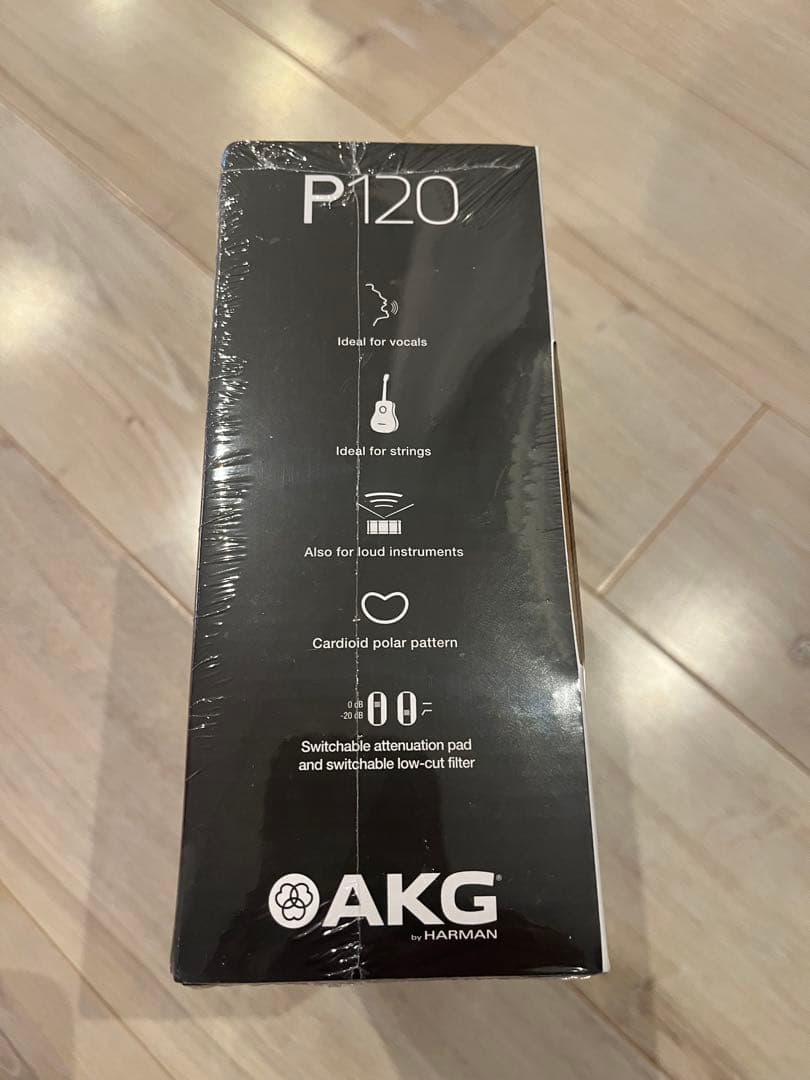 P120
Ideal for vocals
Ideal for strings
Also for loud instruments
Cardioid polar pattern
0 dB
-20 dB
Switchable attenuation pad
and switchable low-cut filter
AKG®
by HARMAN